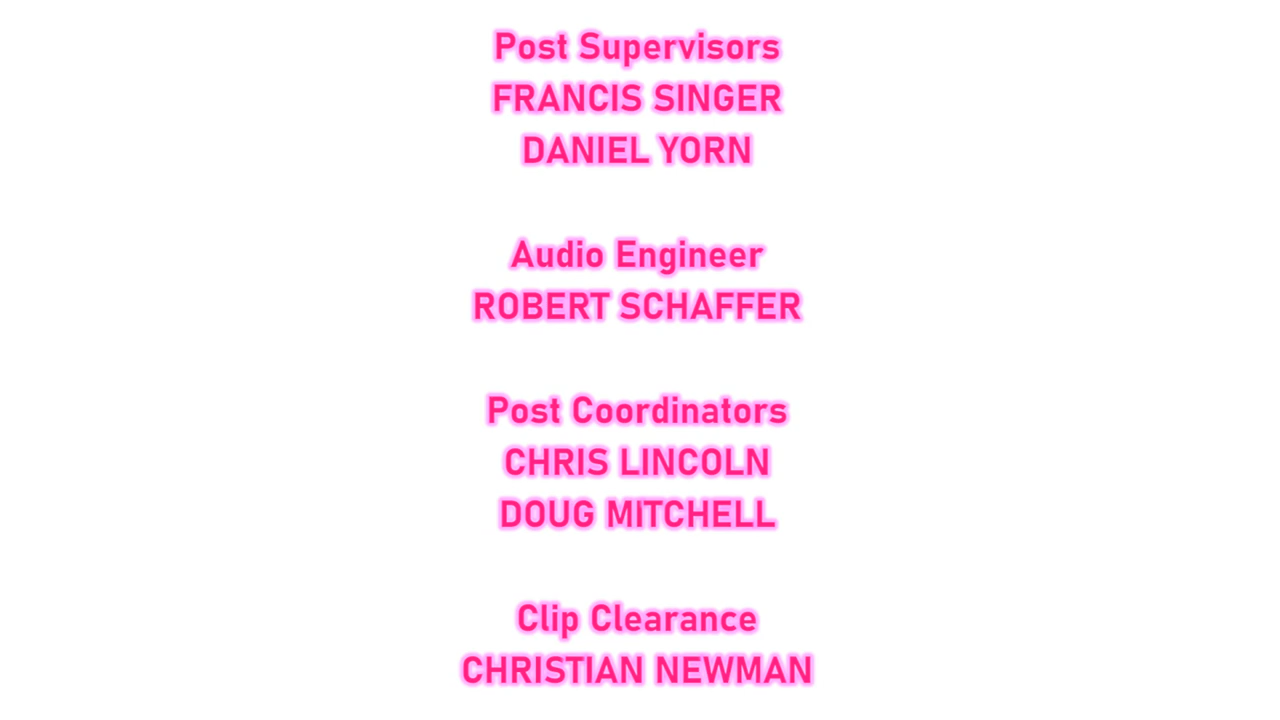 Post Supervisors
FRANCIS SINGER
DANIEL YORN
Audio Engineer
ROBERT SCHAFFER
Post Coordinators
CHRIS LINCOLN
DOUG MITCHELL
Clip Clearance
CHRISTIAN NEWMAN